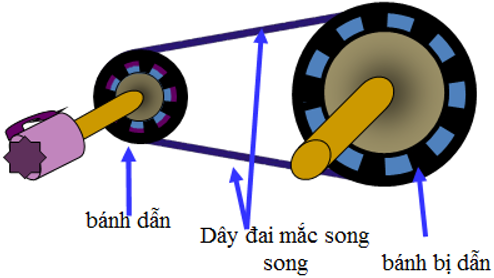 bánh dẫn
Dây đai mắc song
song
bánh bị dẫn